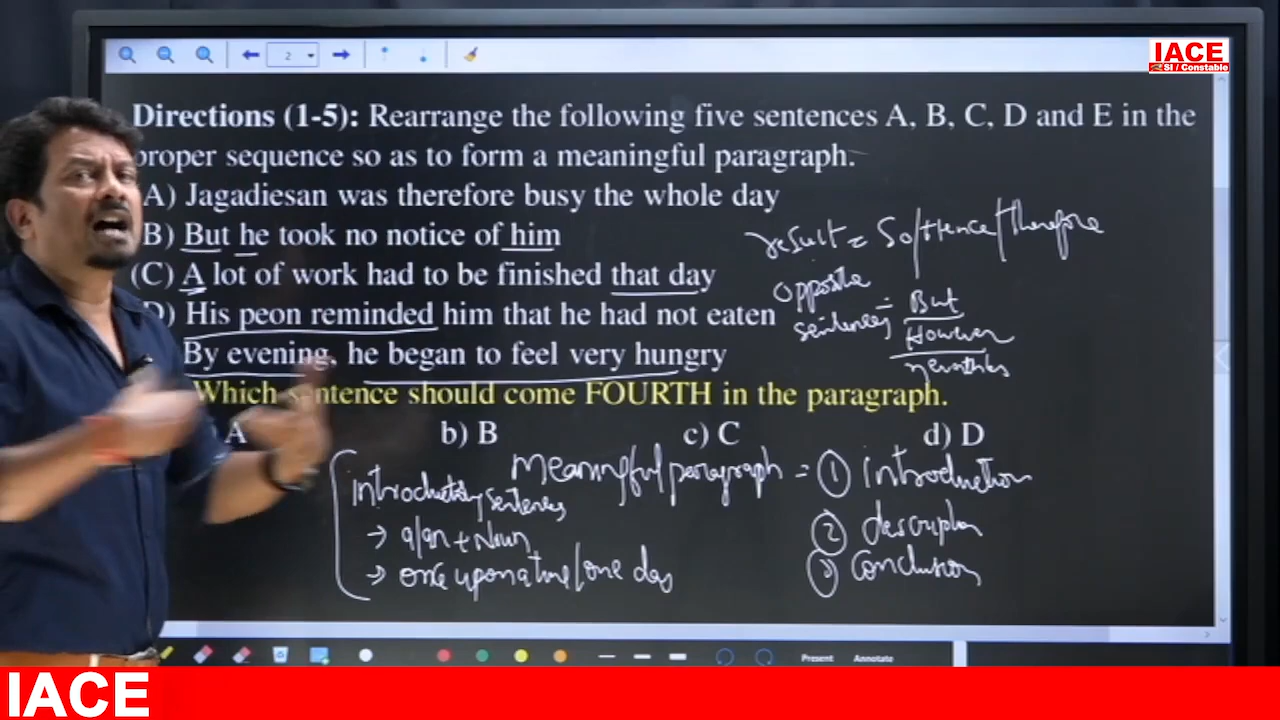 2
IACE
SI / Constable
Directions (1-5): Rearrange the following five sentences A, B, C, D and E in the
proper sequence so as to form a meaningful paragraph.
A) Jagadiesan was therefore busy the whole day
B) But he took no notice of him
(C) A lot of work had to be finished that day
D) His peon reminded him that he had not eaten
By evening, he began to feel very hungry
result = So/Hence/therefore
opposite
sentences = But
However
Which sentence should come FOURTH in the paragraph.
A b) B c) C d) D
Meaningful paragraph = ① introduction
② description
③ Conclusion
introductory sentences
→ a/an + Noun
→ once upon a time/one day
Present Annotate
IACE